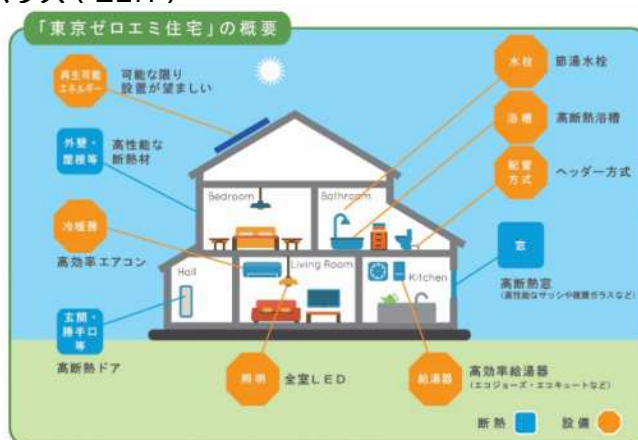 「東京ゼロエミ住宅」の概要
再生可能
エネルギー
可能な限り
設置が望ましい
水栓
節湯水栓
浴槽
高断熱浴槽
外壁・
屋根等
高性能な
断熱材
配管
方式
ヘッダー方式
Bedroom
Bathroom
冷暖房
高効率エアコン
窓
高断熱窓
(高性能なサッシや複層ガラスなど)
Hall
Living Room
Kitchen
玄関・
勝手口
等
高断熱ドア
照明
全室LED
給湯器
高効率給湯器
(エコジョーズ・エコキュートなど)
断熱
設備